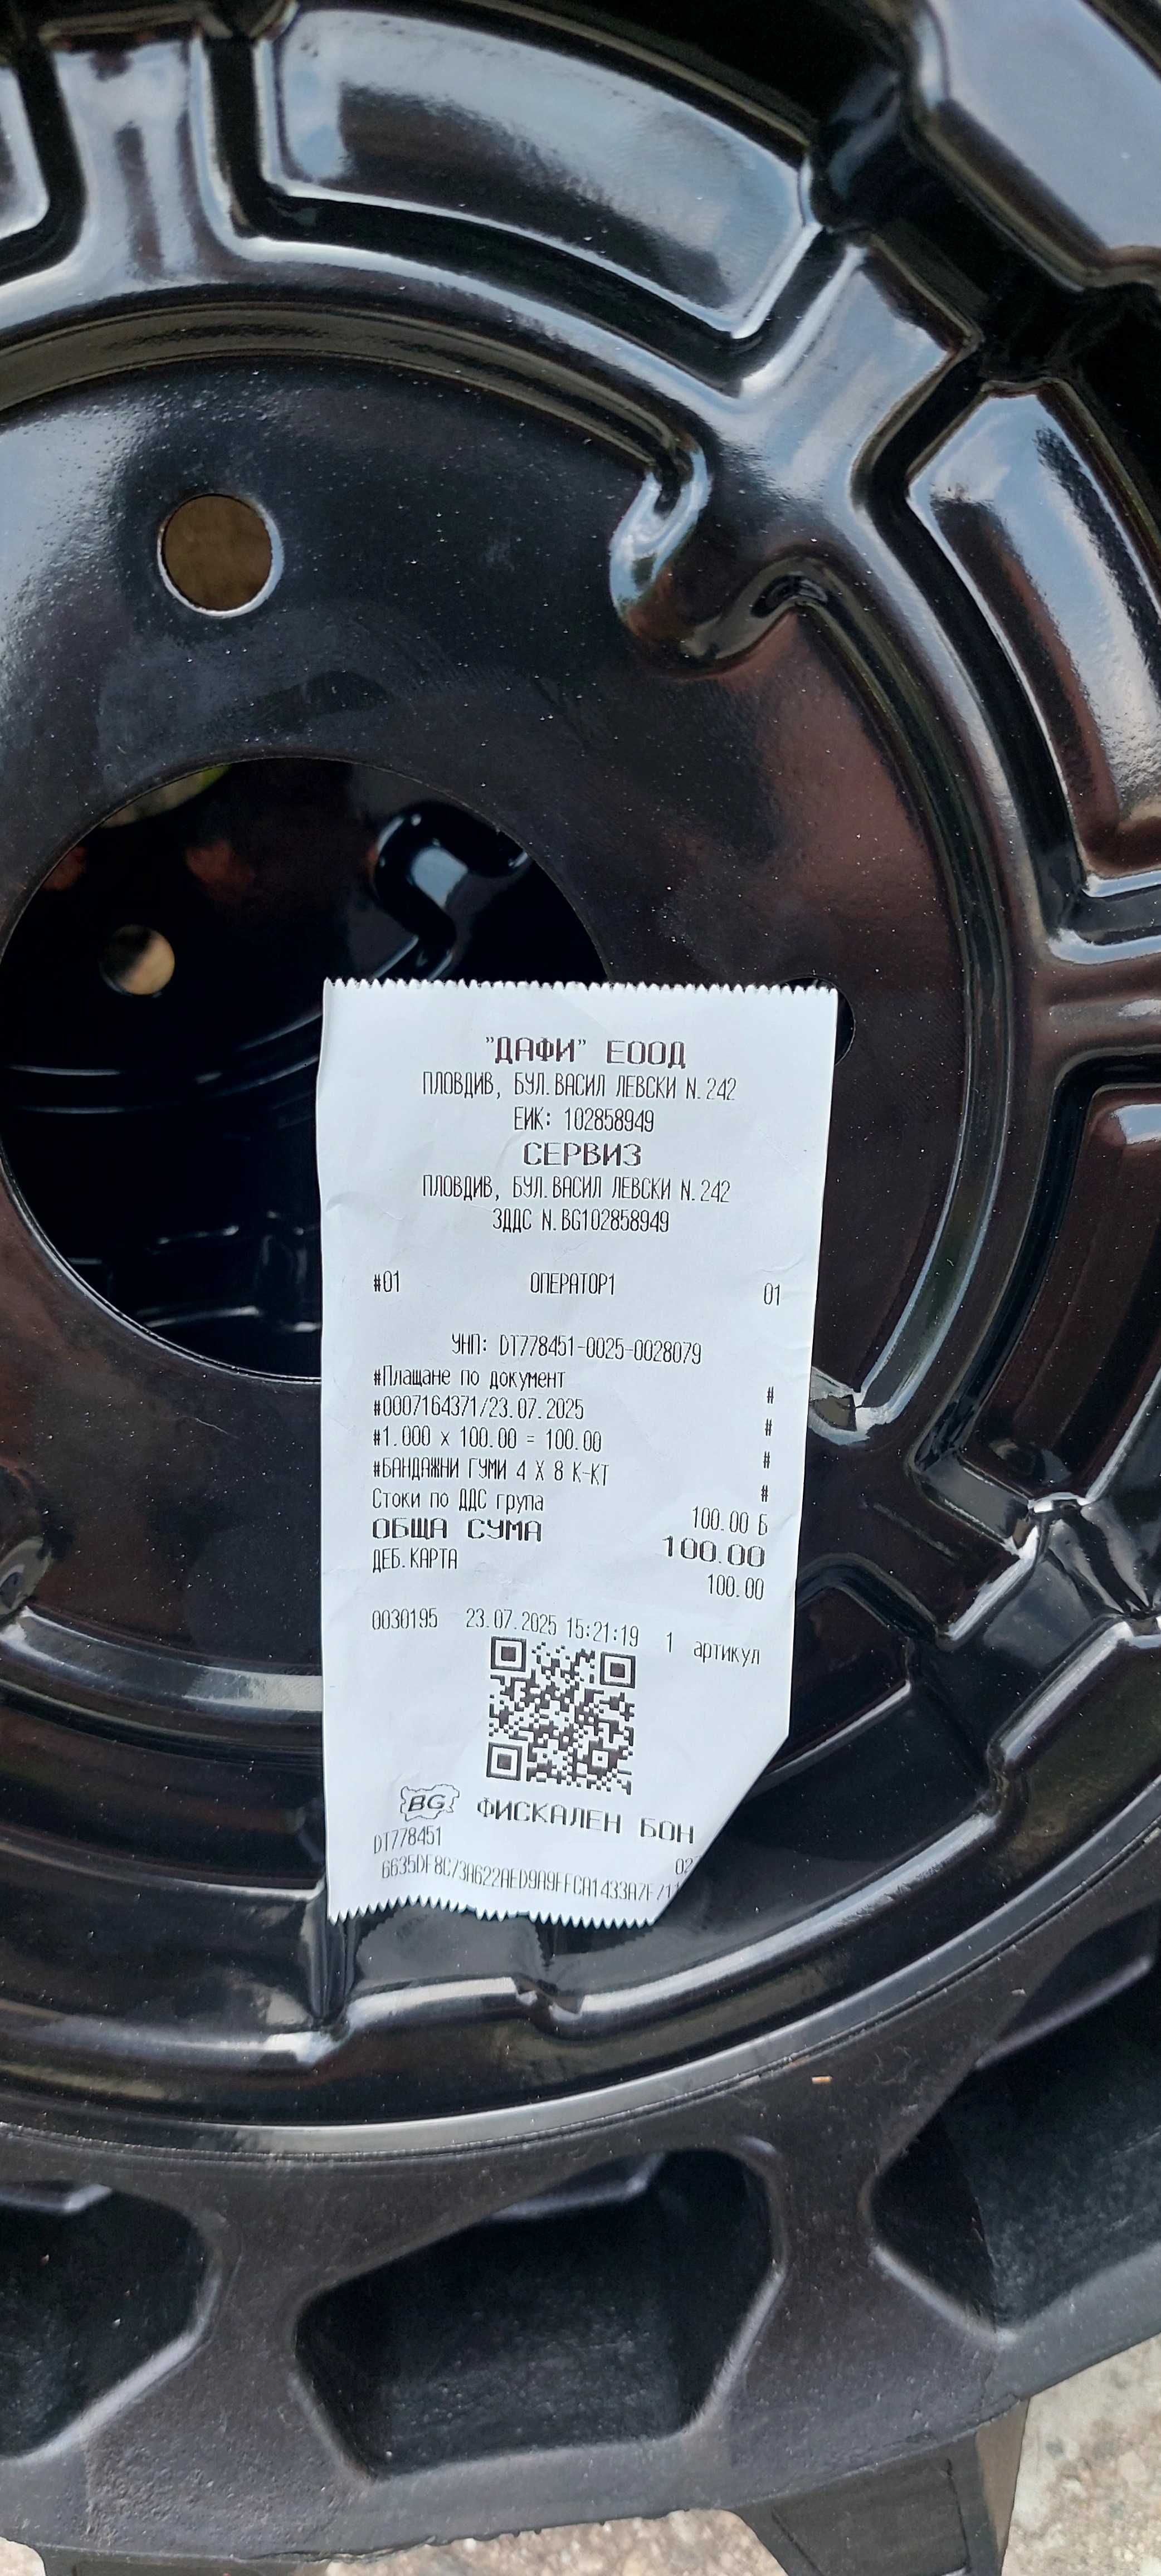 "ДАФИ" ЕООД
ПЛОВДИВ, БУЛ.ВАСИЛ ЛЕВСКИ N.242
ЕИК: 102858949
СЕРВИЗ
ПЛОВДИВ, БУЛ.ВАСИЛ ЛЕВСКИ N.242
ЗДДС N.BG102858949
#01 ОПЕРАТОР1 01
УНП: DT778451-0025-0028079
#Плащане по документ #
#0007164371/23.07.2025 #
#1.000 x 100.00 = 100.00 #
#БАНДАЖНИ ГУМИ 4 X 8 К-КТ #
Стоки по ДДС група 100.00 Б
ОБЩА СУМА 100.00
ДЕБ.КАРТА 100.00
0030195 23.07.2025 15:21:19 1 артикул
BG ФИСКАЛЕН БОН
DT778451